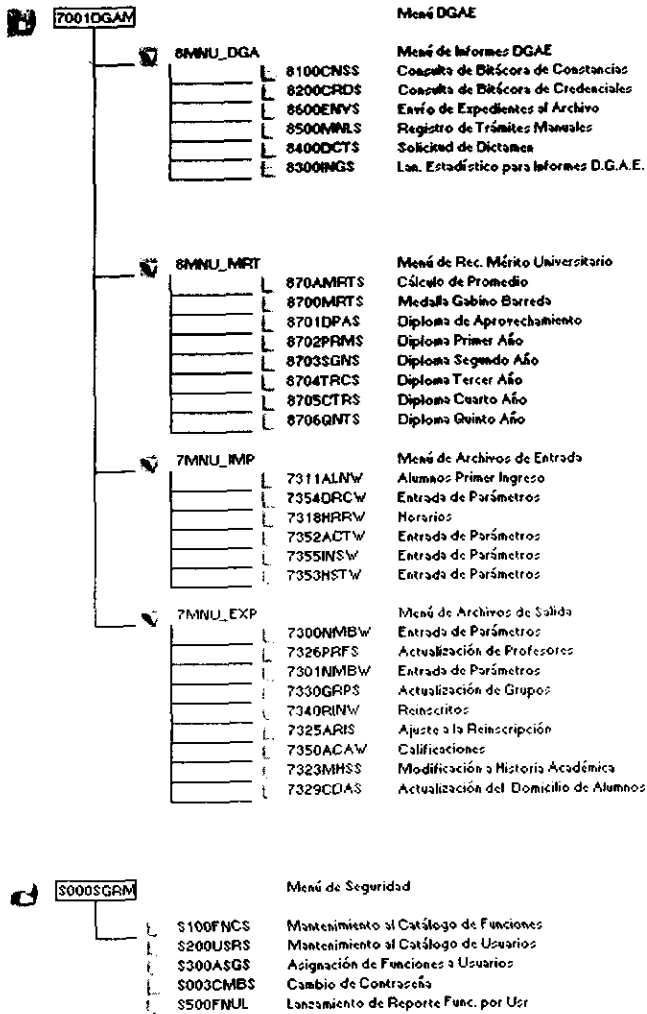 7001DGAM Menú DGAE
8MNU_DGA Menú de Informes DGAE
8100CNSS Consulta de Bitácora de Constancias
8200CRDS Consulta de Bitácora de Credenciales
8600ENVS Envío de Expedientes al Archivo
8500MNLS Registro de Trámites Manuales
8400DCTS Solicitud de Dictamen
8300INGS Lan. Estadístico para Informes D.G.A.E.
8MNU_MRT Menú de Rec. Mérito Universitario
870AMRTS Cálculo de Promedio
8700MRTS Medalla Gabino Barreda
8701DPAS Diploma de Aprovechamiento
8702PRMS Diploma Primer Año
8703SGNS Diploma Segundo Año
8704TRCS Diploma Tercer Año
8705CTRS Diploma Cuarto Año
8706QNTS Diploma Quinto Año
7MNU_IMP Menú de Archivos de Entrada
7311ALNW Alumnos Primer Ingreso
7354DRCW Entrada de Parámetros
7318HRRW Horarios
7352ACTW Entrada de Parámetros
7355INSW Entrada de Parámetros
7353HSTW Entrada de Parámetros
7MNU_EXP Menú de Archivos de Salida
7300NMBW Entrada de Parámetros
7326PRFS Actualización de Profesores
7301NMBW Entrada de Parámetros
7330GRPS Actualización de Grupos
7340RINW Reinscritos
7325ARIS Ajuste a la Reinscripción
7350ACAW Calificaciones
7323MHSS Modificación a Historia Académica
7329CDAS Actualización del Domicilio de Alumnos
S000SGRM Menú de Seguridad
S100FNCS Mantenimiento al Catálogo de Funciones
S200USRS Mantenimiento al Catálogo de Usuarios
S300ASGS Asignación de Funciones a Usuarios
S003CMBS Cambio de Contraseña
S500FNUL Lanzamiento de Reporte Func. por Usr